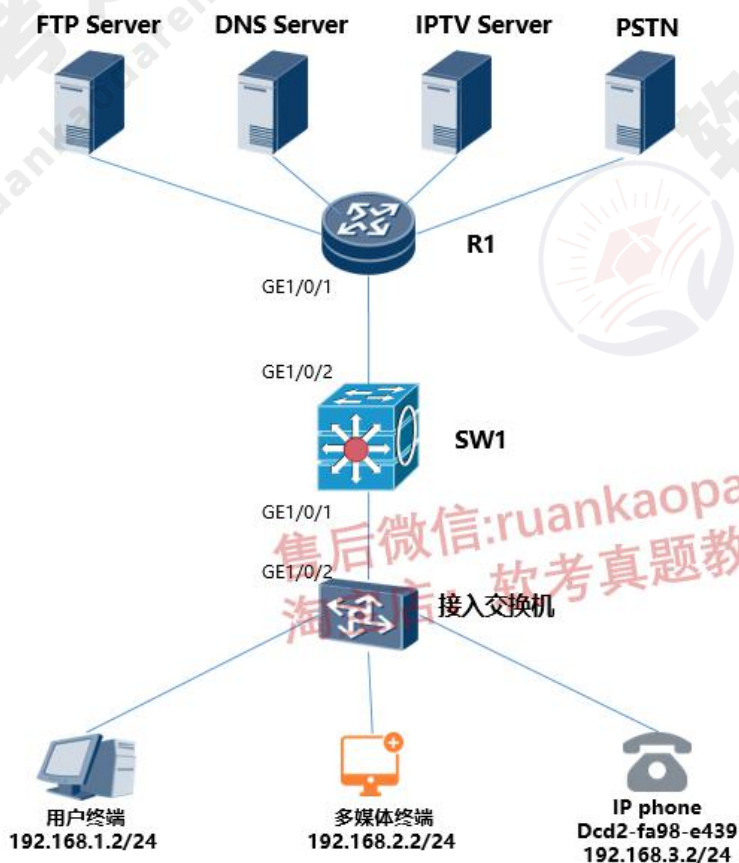 FTP Server DNS Server IPTV Server PSTN
R1
GE1/0/1
GE1/0/2
SW1
GE1/0/1
售后微信:ruankaopa
GE1/0/2
淘宝店：软考真题教
接入交换机
用户终端
192.168.1.2/24
多媒体终端
192.168.2.2/24
IP phone
Dcd2-fa98-e439
192.168.3.2/24